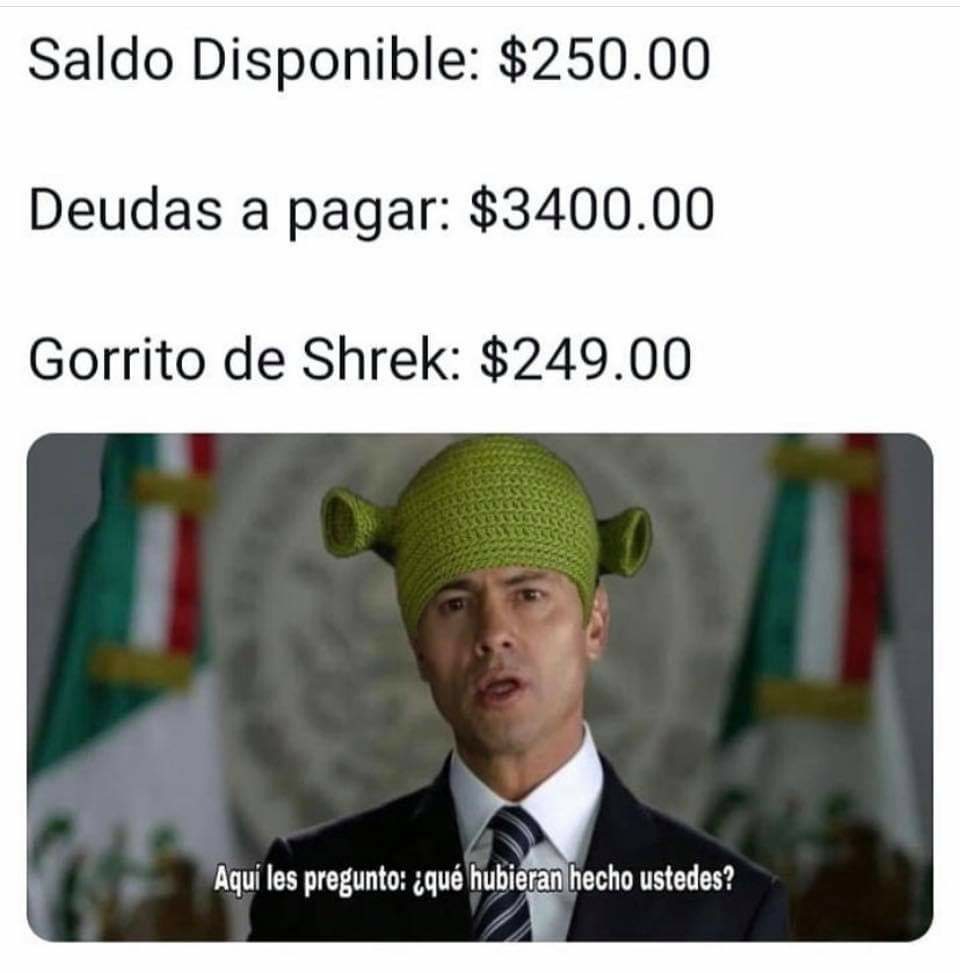 Saldo Disponible: $250.00
Deudas a pagar: $3400.00
Gorrito de Shrek: $249.00
Aquí les pregunto: ¿qué hubieran hecho ustedes?